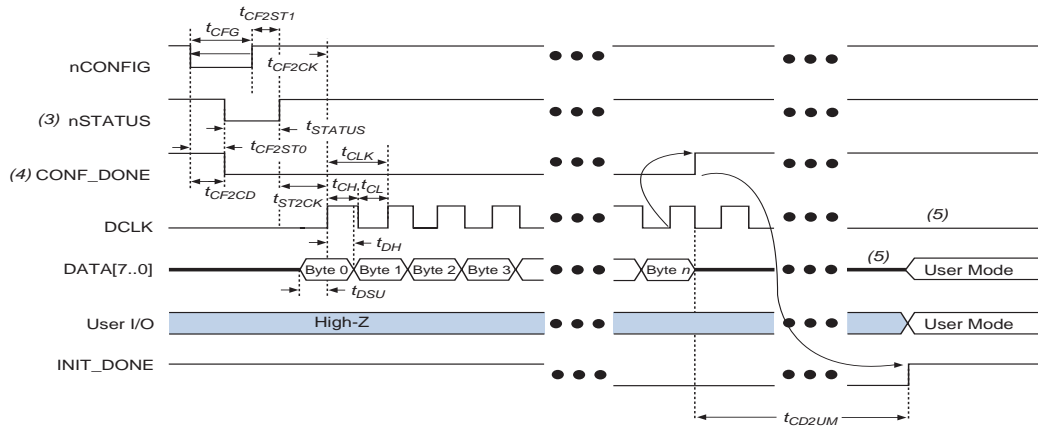 tCF2ST1
tCFG
tCF2CK
nCONFIG
(3) nSTATUS
tSTATUS
tCF2ST0
tCLK
(4) CONF_DONE
tCF2CD
tST2CK
tCH
tCL
DCLK
(5)
tDH
DATA[7..0]
Byte 0
Byte 1
Byte 2
Byte 3
Byte n
(5)
User Mode
tDSU
User I/O
High-Z
User Mode
INIT_DONE
tCD2UM